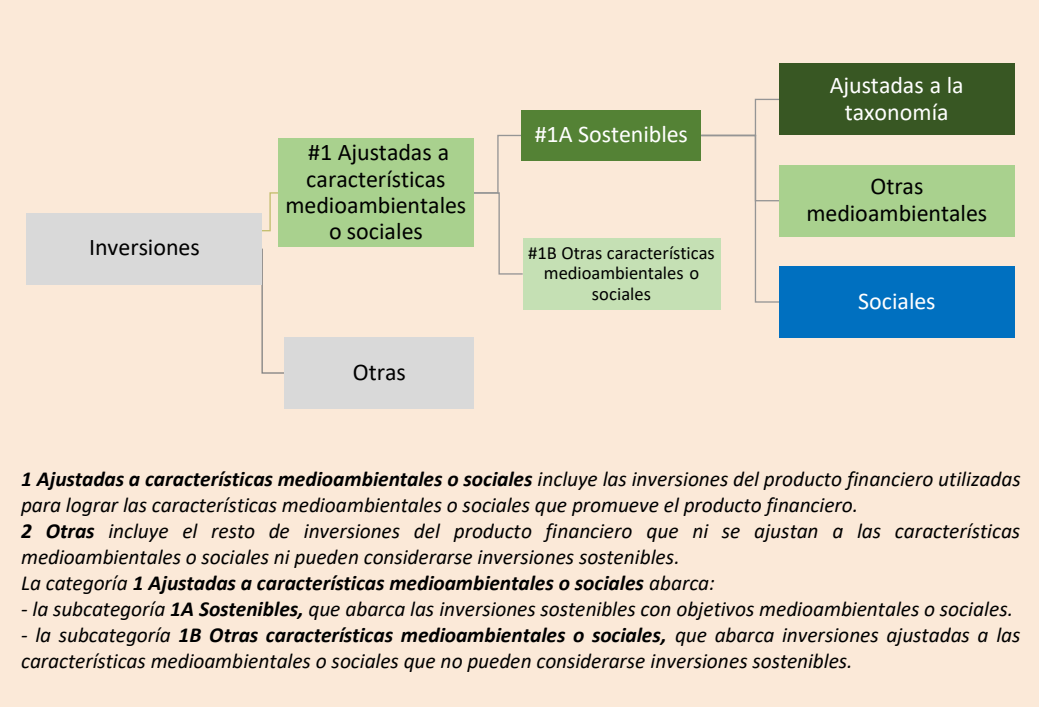 Ajustadas a la
taxonomía
#1A Sostenibles
#1 Ajustadas a
características
medioambientales
o sociales
Otras
medioambientales
Inversiones
#1B Otras características
medioambientales o
sociales
Sociales
Otras
1 Ajustadas a características medioambientales o sociales incluye las inversiones del producto financiero utilizadas
para lograr las características medioambientales o sociales que promueve el producto financiero.
2 Otras incluye el resto de inversiones del producto financiero que ni se ajustan a las características
medioambientales o sociales ni pueden considerarse inversiones sostenibles.
La categoría 1 Ajustadas a características medioambientales o sociales abarca:
- la subcategoría 1A Sostenibles, que abarca las inversiones sostenibles con objetivos medioambientales o sociales.
- la subcategoría 1B Otras características medioambientales o sociales, que abarca inversiones ajustadas a las
características medioambientales o sociales que no pueden considerarse inversiones sostenibles.